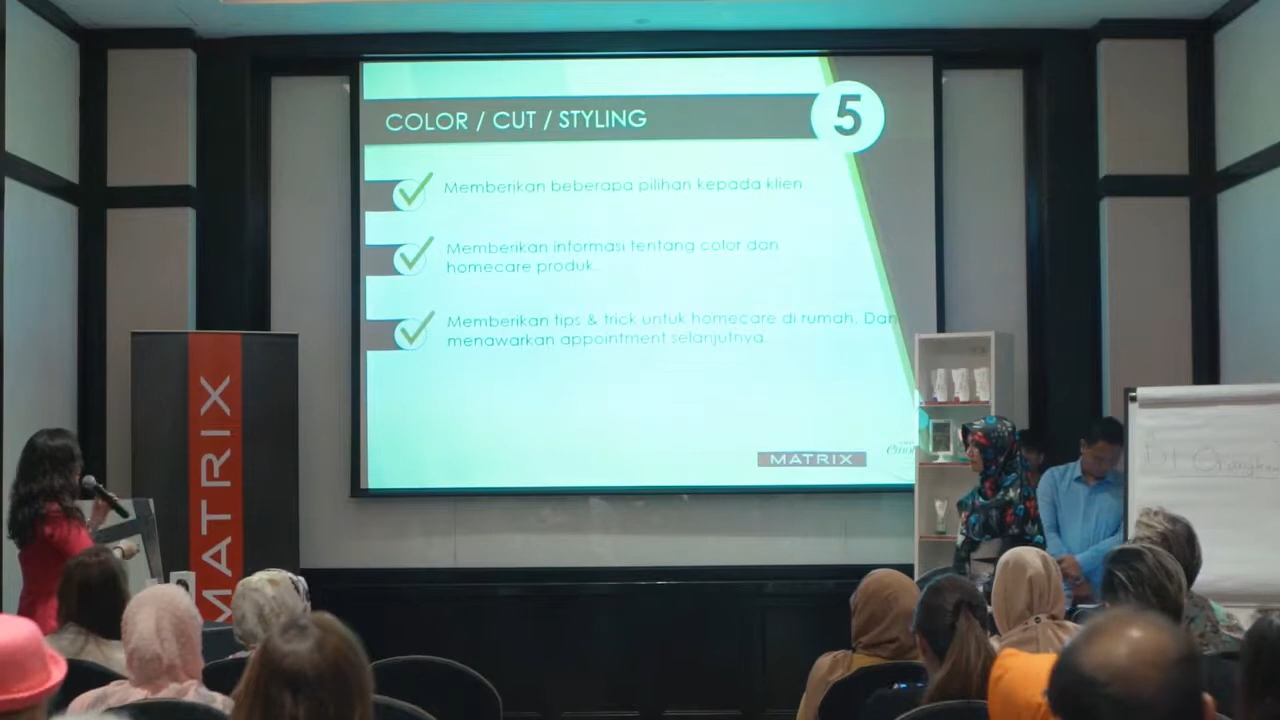 COLOR / CUT / STYLING
5
Memberikan beberapa pilihan kepada klien
Memberikan informasi tentang color dan
homecare produk.
Memberikan tips & trick untuk homecare di rumah. Dan
menawarkan appointment selanjutnya.
MATRIX
MATRIX